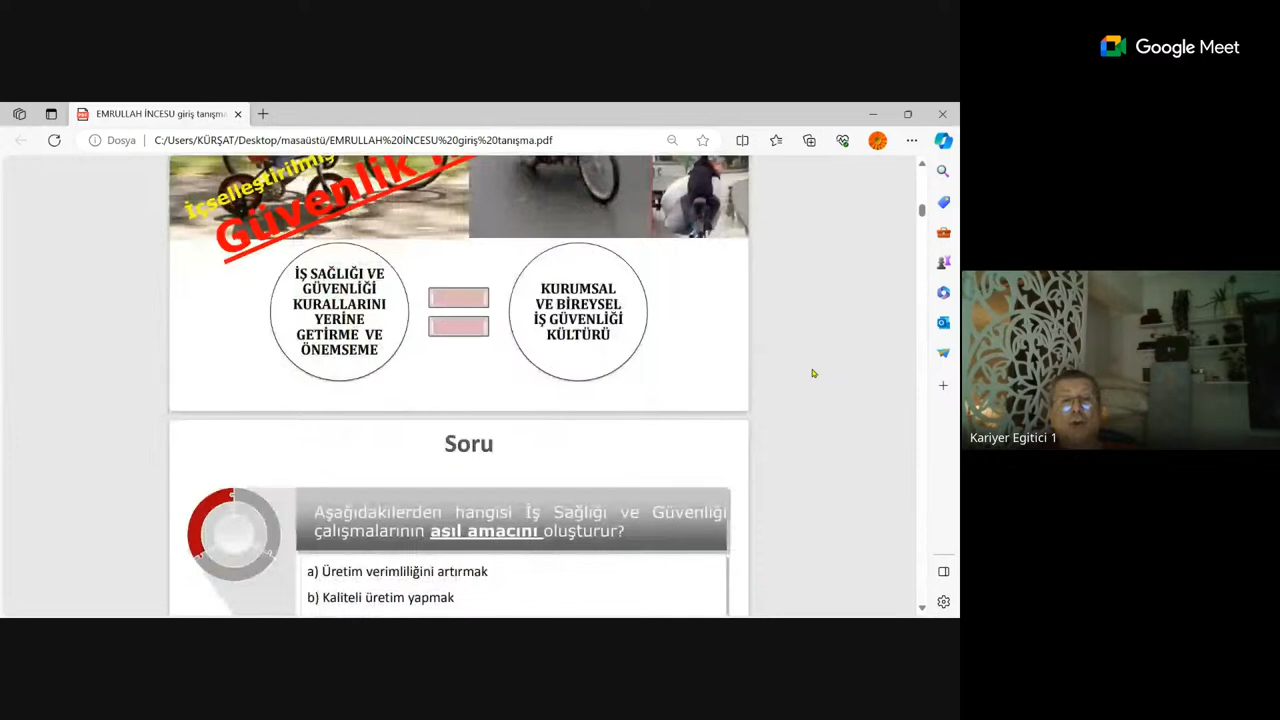 Google Meet
EMRULLAH İNCESU giriş tanışma
Dosya
C:/Users/KÜRŞAT/Desktop/masaüstü/EMRULLAH%20İNCESU%20giriş%20tanışma.pdf
İçselleştirilmiş
Güvenlik
İŞ SAĞLIĞI VE
GÜVENLİĞİ
KURALLARINI
YERİNE
GETİRME VE
ÖNEMSEME
KURUMSAL
VE BİREYSEL
İŞ GÜVENLİĞİ
KÜLTÜRÜ
Soru
Aşağıdakilerden hangisi İş Sağlığı ve Güvenliği
çalışmalarının asıl amacını oluşturur?
a) Üretim verimliliğini artırmak
b) Kaliteli üretim yapmak
Kariyer Egitici 1